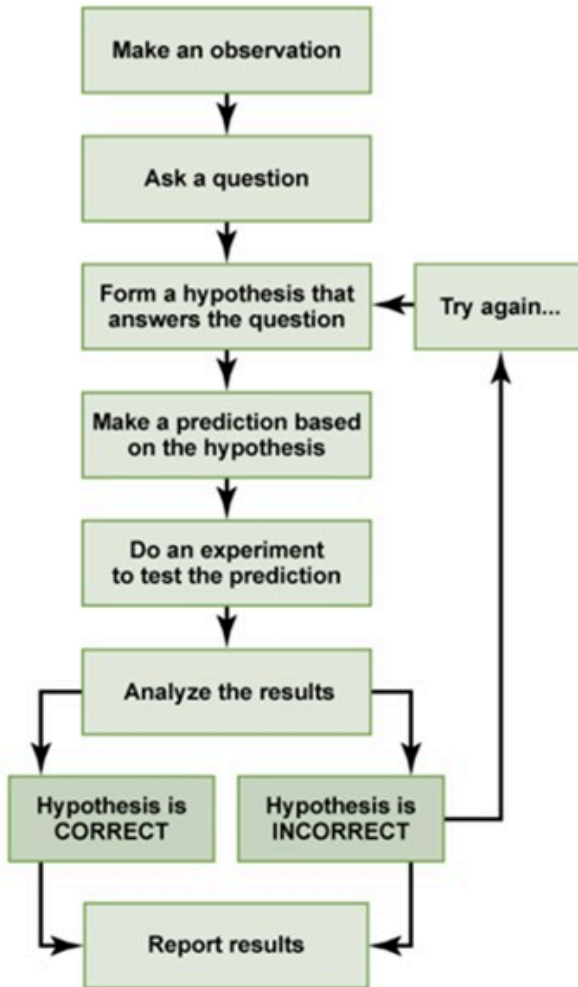 Make an observation
Ask a question
Form a hypothesis that
answers the question
Try again...
Make a prediction based
on the hypothesis
Do an experiment
to test the prediction
Analyze the results
Hypothesis is
CORRECT
Hypothesis is
INCORRECT
Report results